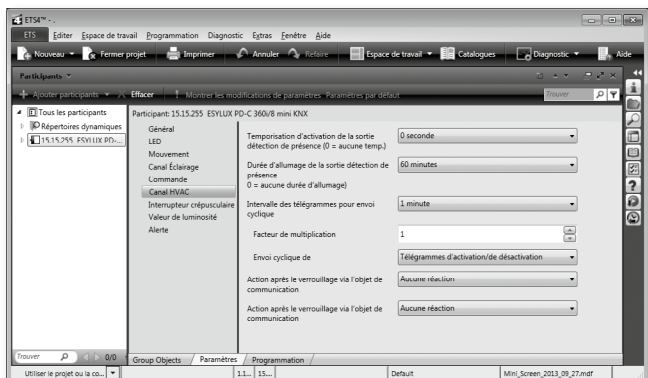 ETS4™ - .
ETS Editer Espace de travail Programmation Diagnostic Extras Fenêtre Aide
Nouveau Fermer projet Imprimer Annuler Refaire Espace de travail Catalogues Diagnostic Aide
Participants
Ajouter participants Effacer Montrer les modifications de paramètres Paramètres par défaut Trouver
Tous les participants
Répertoires dynamiques
15.15.255 ESYLUX PD-...
Participant: 15.15.255 ESYLUX PD-C 360i/8 mini KNX
Général
LED
Mouvement
Canal Éclairage
Commande
Canal HVAC
Interrupteur crépusculaire
Valeur de luminosité
Alerte
Temporisation d'activation de la sortie
détection de présence (0 = aucune temp.)
0 seconde
Durée d'allumage de la sortie détection de
présence
0 = aucune durée d'allumage)
60 minutes
Intervalle des télégrammes pour envoi
cyclique
1 minute
Facteur de multiplication
1
Envoi cyclique de
Télégrammes d'activation/de désactivation
Action après le verrouillage via l'objet de
communication
Aucune réaction
Action après le verrouillage via l'objet de
communication
Aucune réaction
Trouver 0/0
Group Objects Paramètres Programmation
Utiliser le projet ou la co... 1.1... 15.... Default Mini_Screen_2013_09_27.mdf